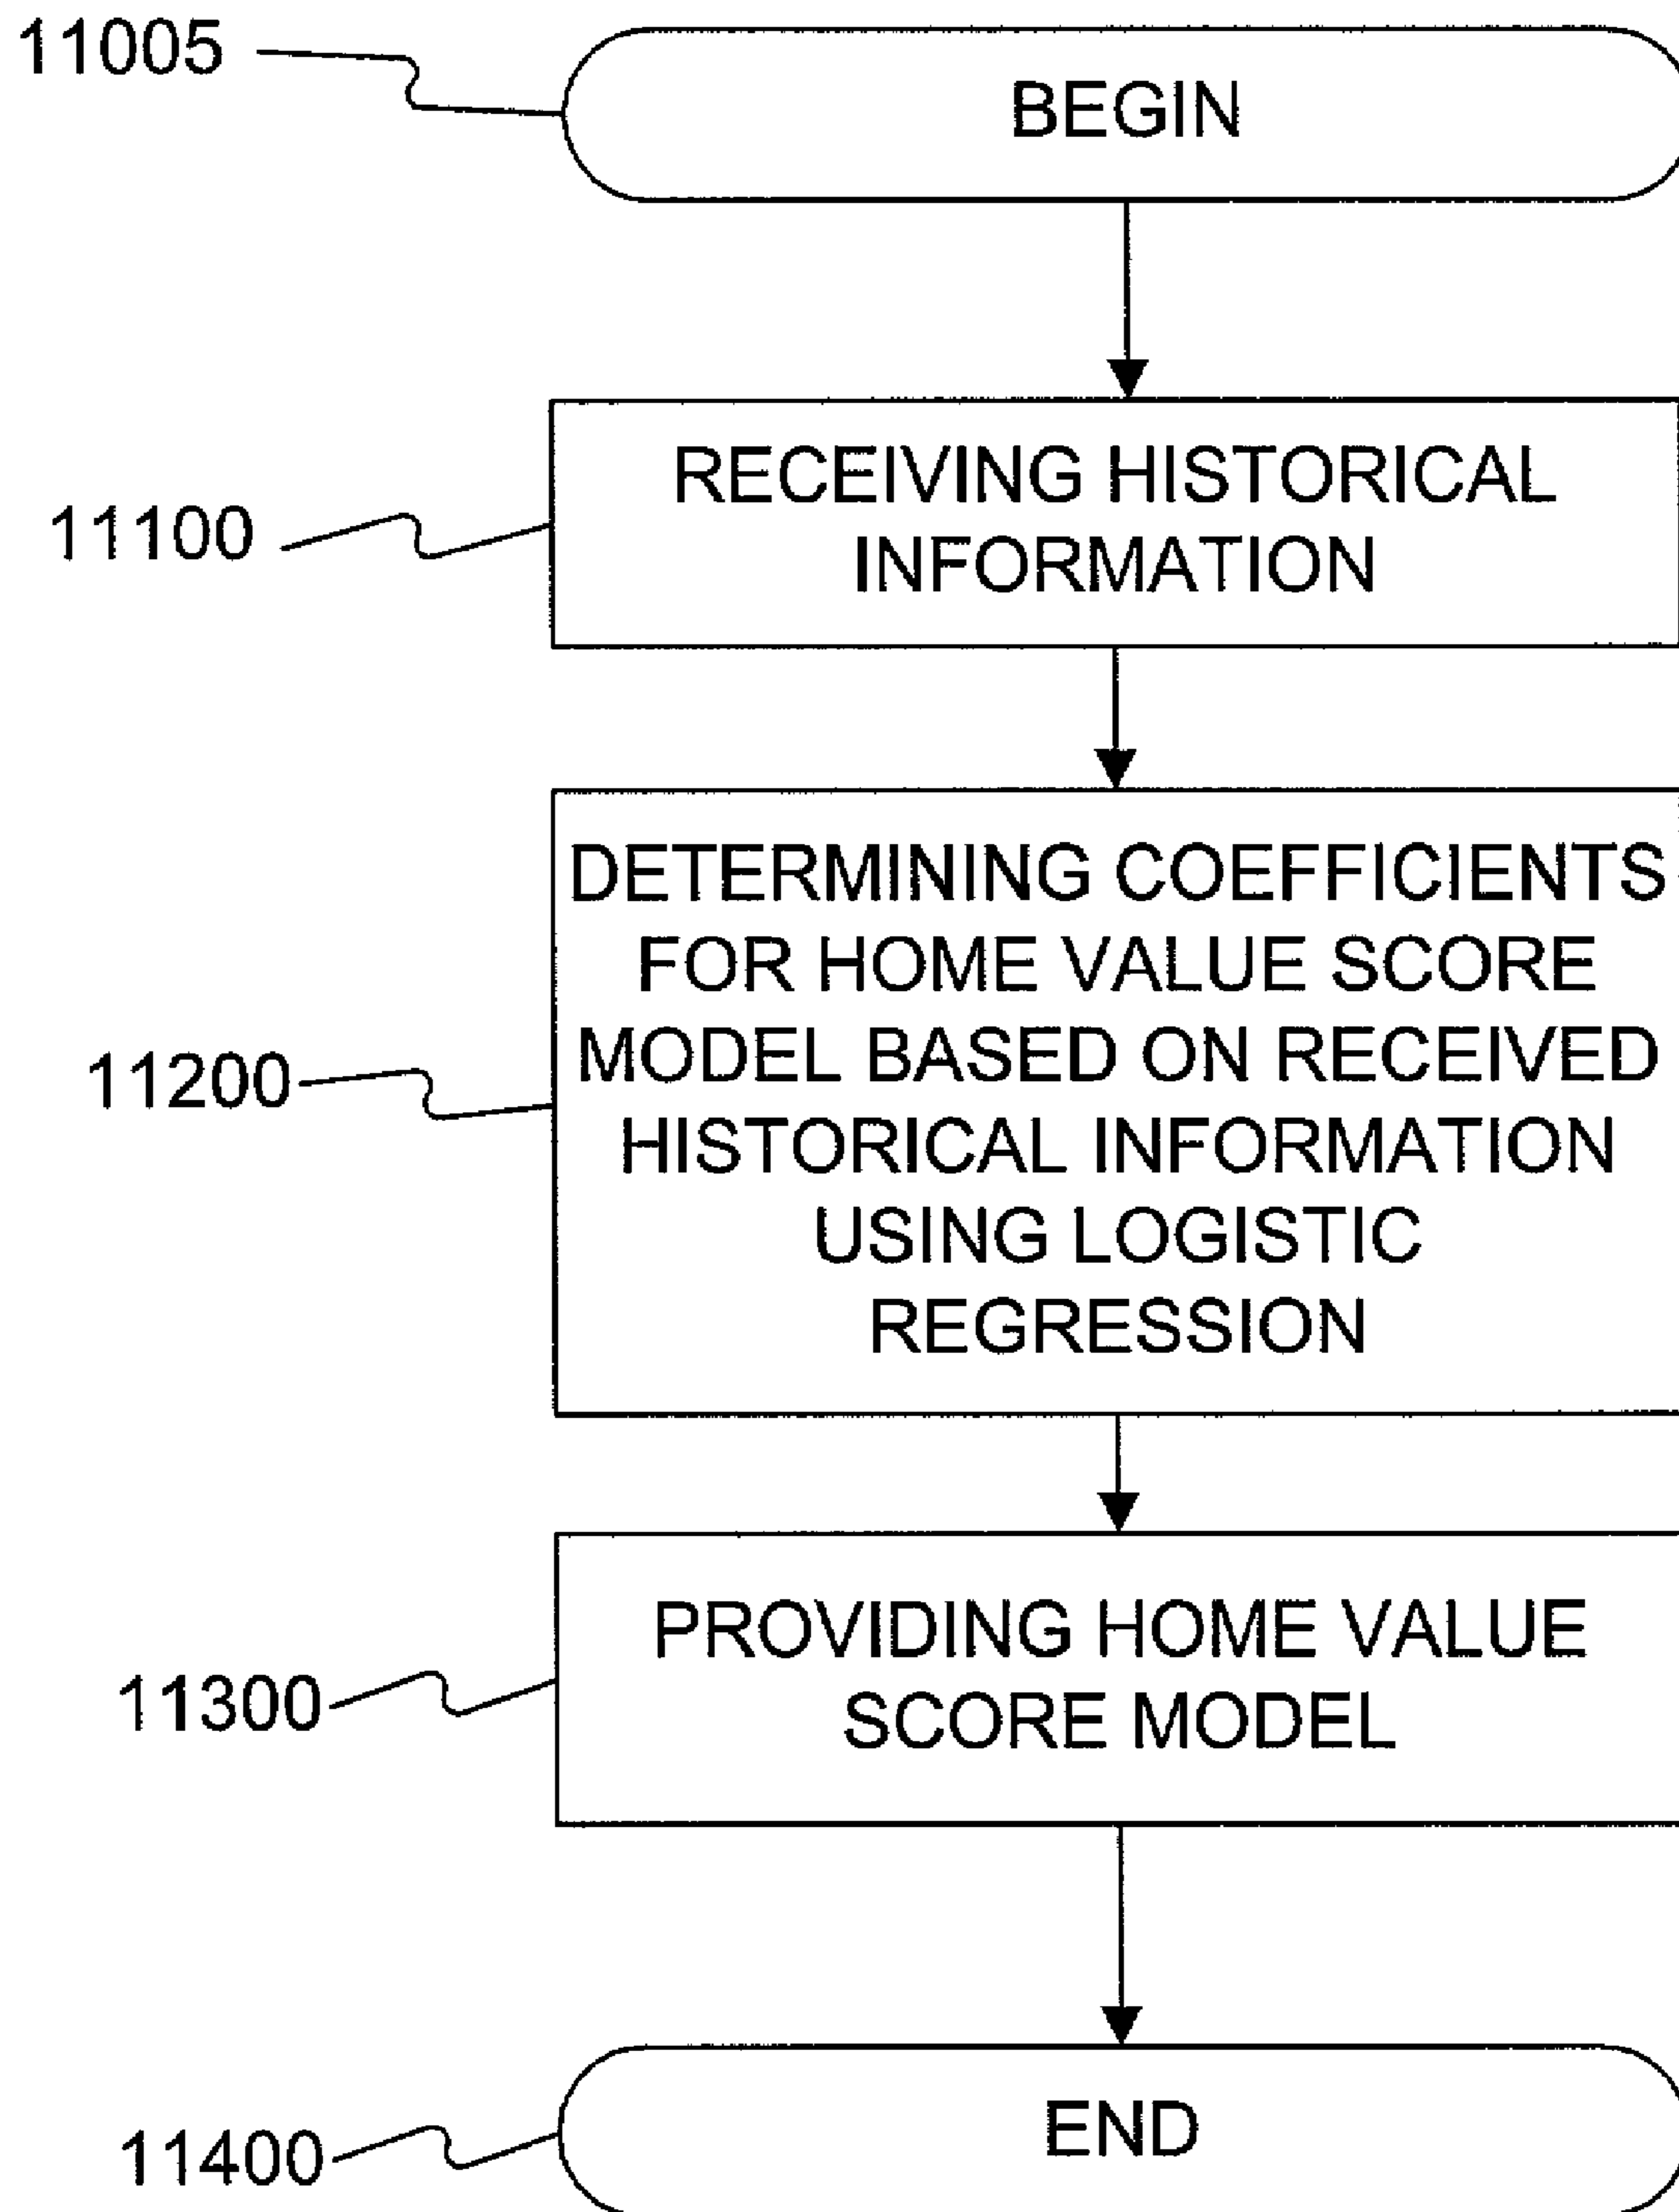 11005
BEGIN
11100
RECEIVING HISTORICAL
INFORMATION
11200
DETERMINING COEFFICIENTS
FOR HOME VALUE SCORE
MODEL BASED ON RECEIVED
HISTORICAL INFORMATION
USING LOGISTIC
REGRESSION
11300
PROVIDING HOME VALUE
SCORE MODEL
11400
END